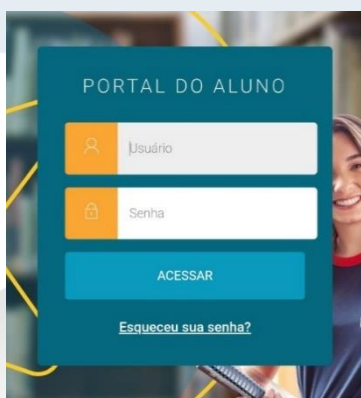 PORTAL DO ALUNO
Usuário
Senha
ACESSAR
Esqueceu sua senha?